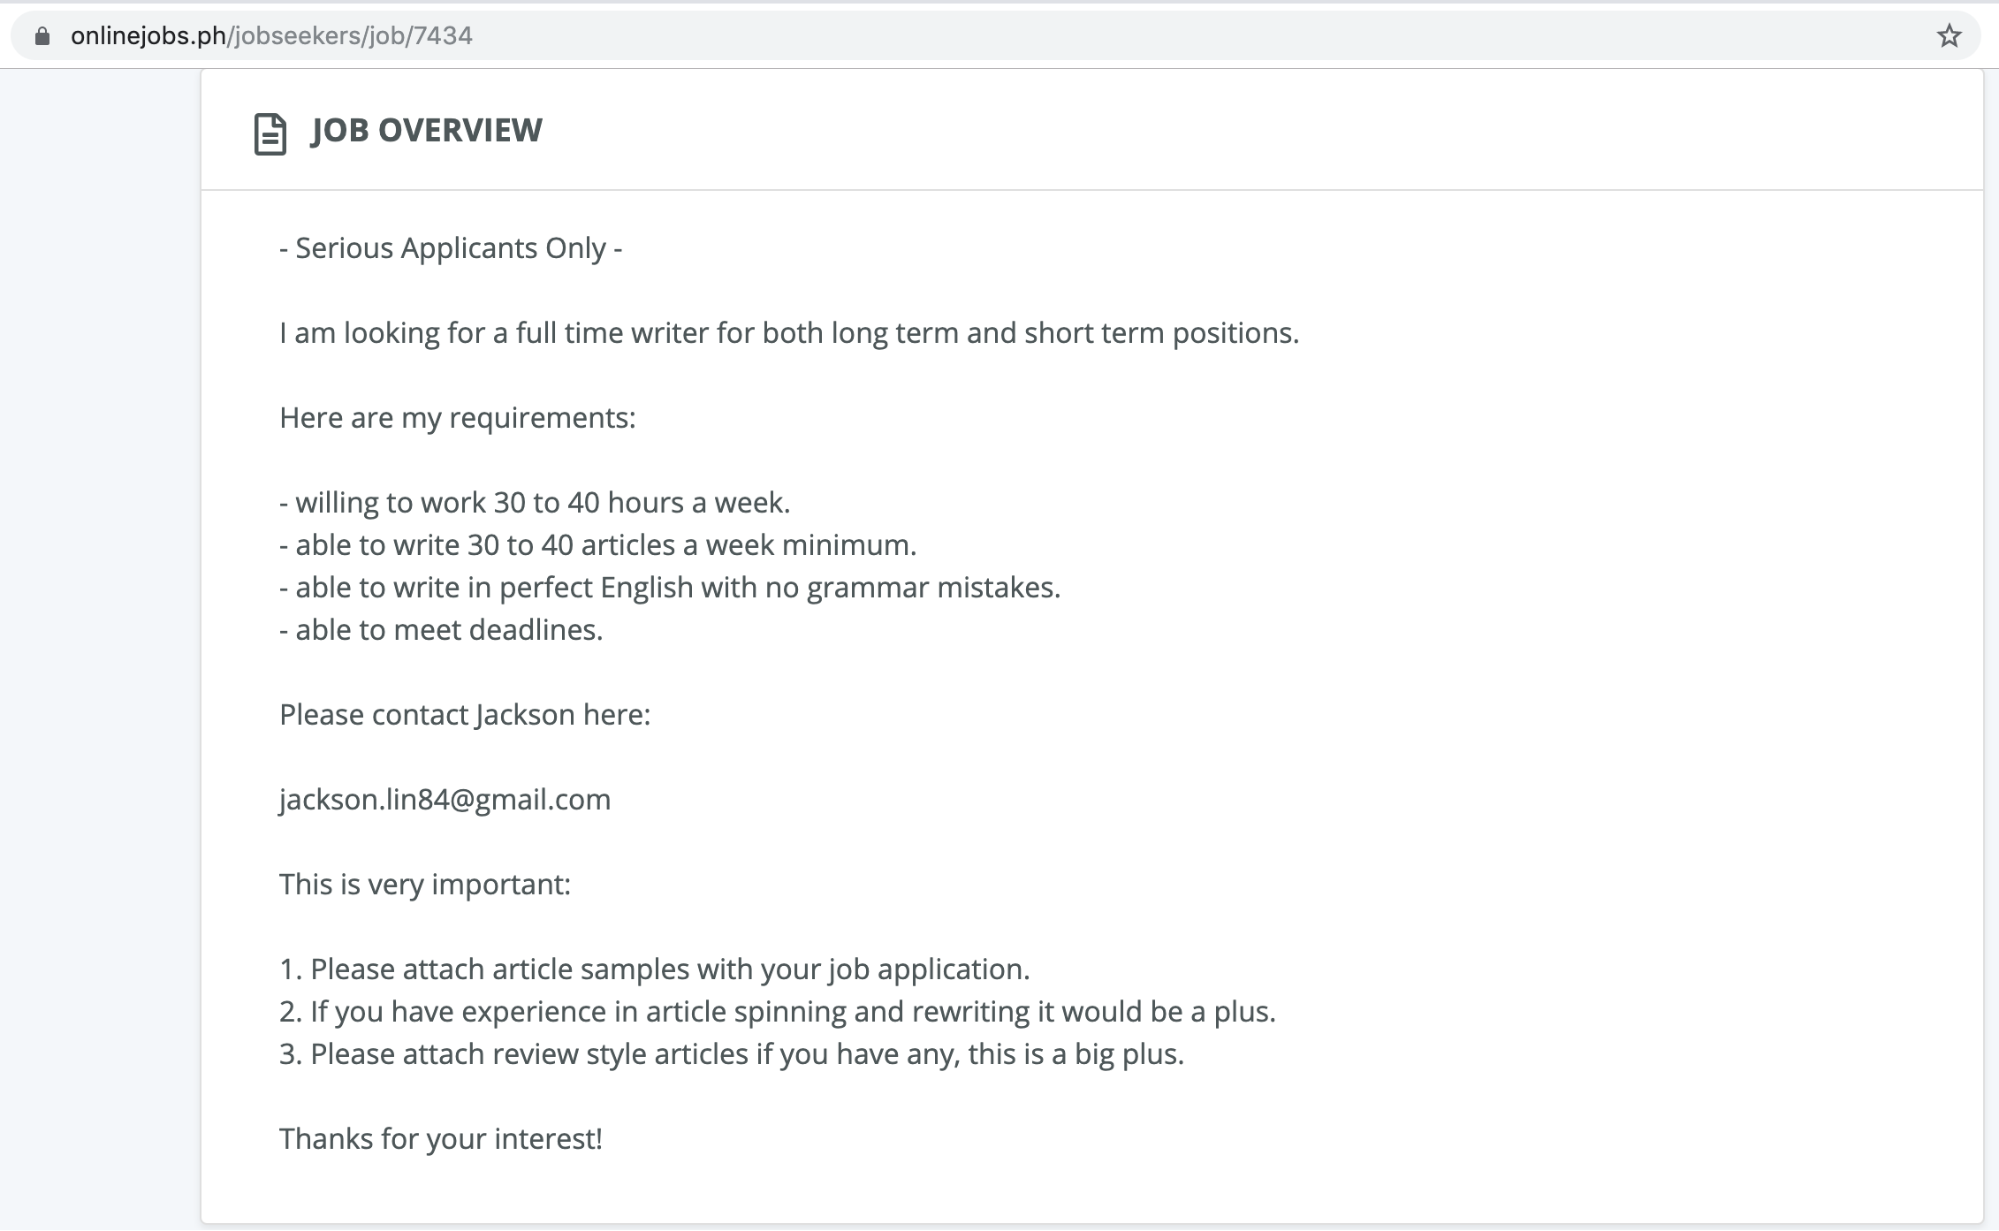 onlinejobs.ph/jobseekers/job/7434
JOB OVERVIEW
- Serious Applicants Only -
I am looking for a full time writer for both long term and short term positions.
Here are my requirements:
- willing to work 30 to 40 hours a week.
- able to write 30 to 40 articles a week minimum.
- able to write in perfect English with no grammar mistakes.
- able to meet deadlines.
Please contact Jackson here:
jackson.lin84@gmail.com
This is very important:
1. Please attach article samples with your job application.
2. If you have experience in article spinning and rewriting it would be a plus.
3. Please attach review style articles if you have any, this is a big plus.
Thanks for your interest!